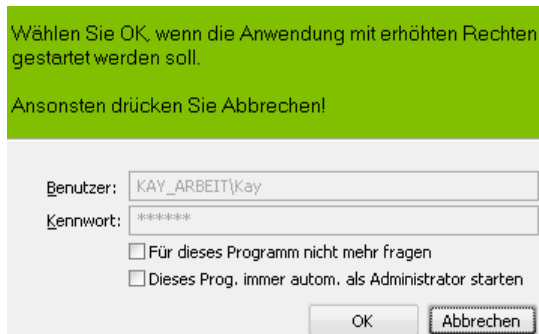 Wählen Sie OK, wenn die Anwendung mit erhöhten Rechten
gestartet werden soll.
Ansonsten drücken Sie Abbrechen!
Benutzer: KAY_ARBEIT\Kay
Kennwort: ******
Für dieses Programm nicht mehr fragen
Dieses Prog. immer autom. als Administrator starten
OK Abbrechen